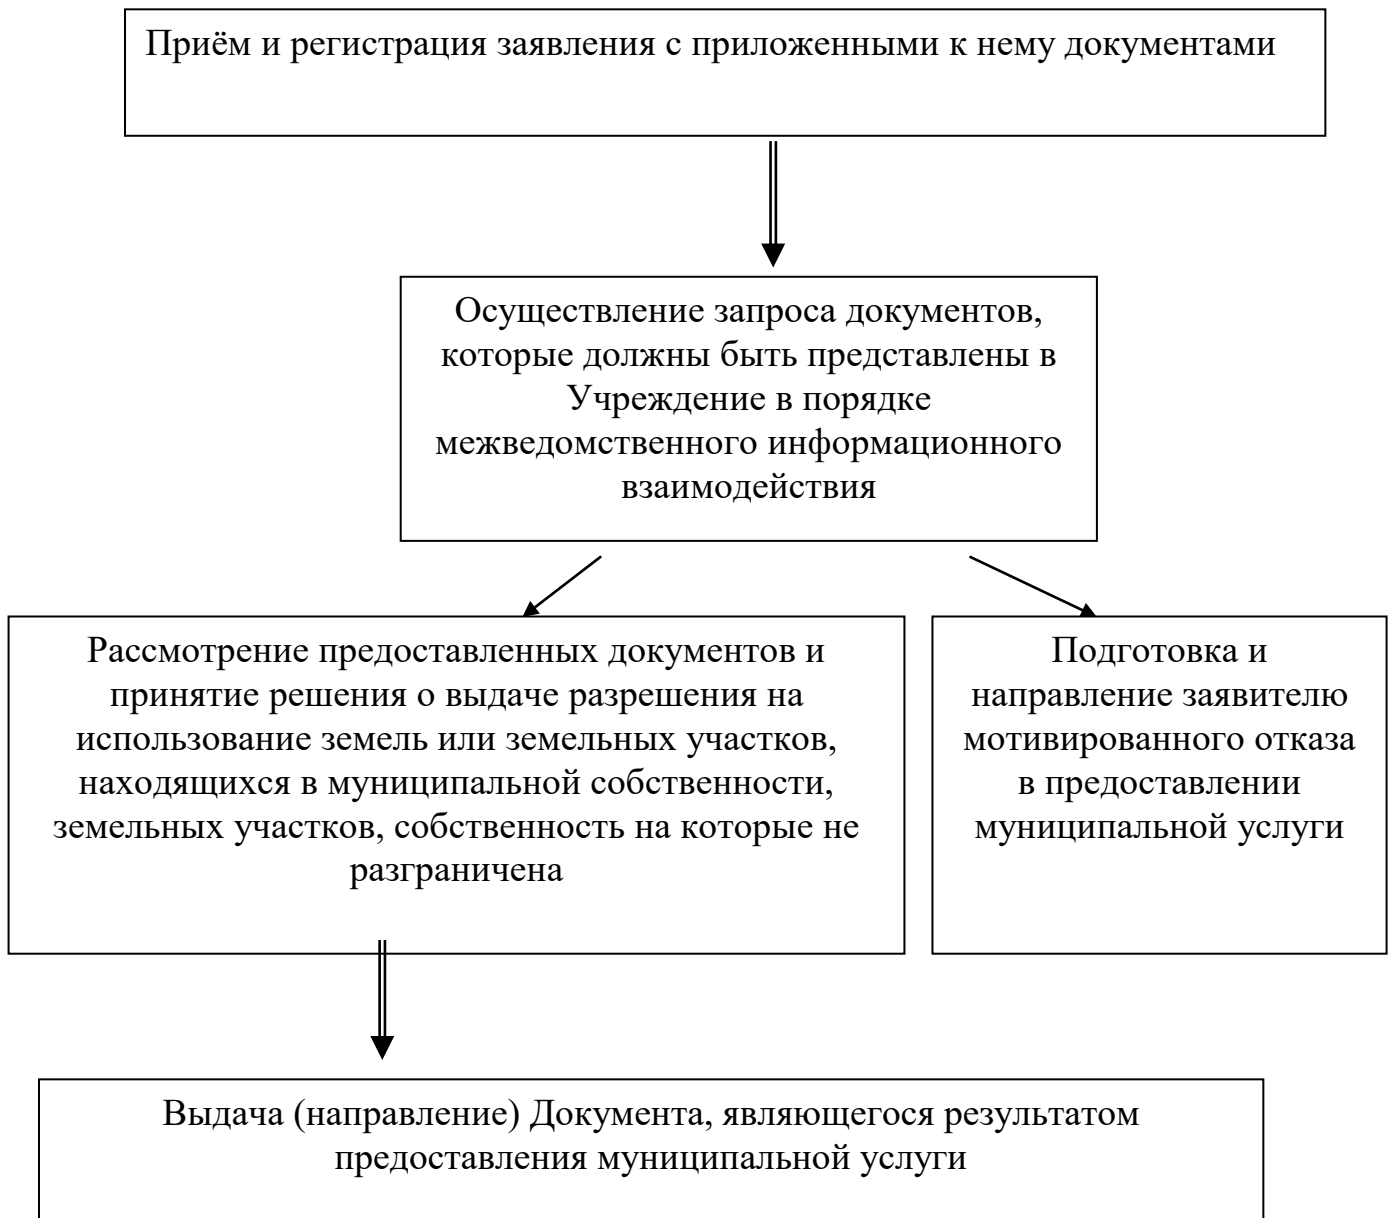 Приём и регистрация заявления с приложенными к нему документами
Осуществление запроса документов,
которые должны быть представлены в
Учреждение в порядке
межведомственного информационного
взаимодействия
Рассмотрение предоставленных документов и
принятие решения о выдаче разрешения на
использование земель или земельных участков,
находящихся в муниципальной собственности,
земельных участков, собственность на которые не
разграничена
Подготовка и
направление заявителю
мотивированного отказа
в предоставлении
муниципальной услуги
Выдача (направление) Документа, являющегося результатом
предоставления муниципальной услуги